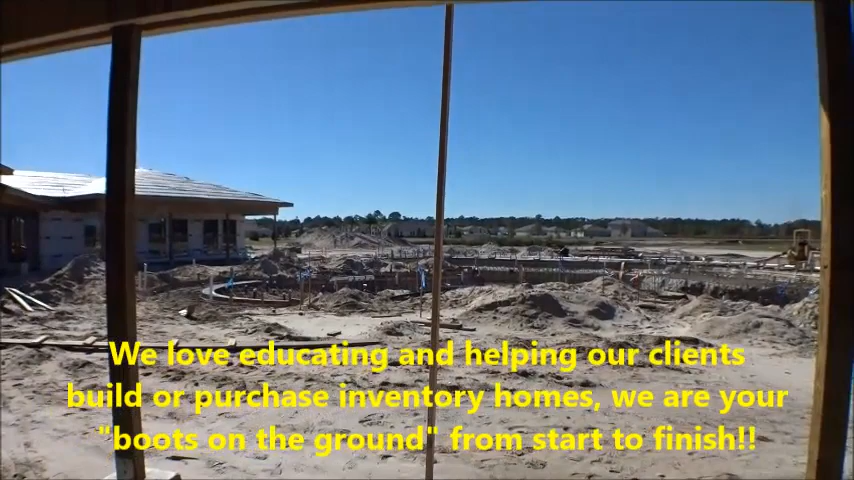 We love educating and helping our clients
build or purchase inventory homes, we are your
"boots on the ground" from start to finish!!